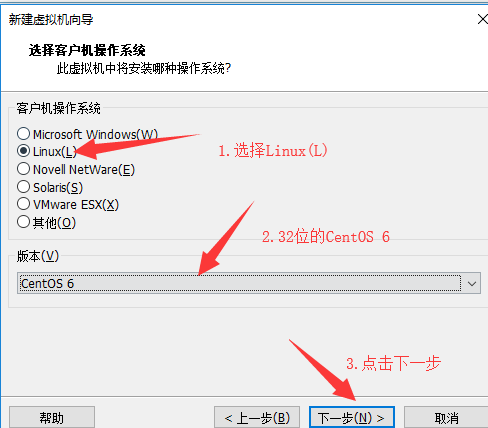 新建虚拟机向导
选择客户机操作系统
此虚拟机中将安装哪种操作系统?
客户机操作系统
Microsoft Windows(W)
Linux(L)
1.选择Linux(L)
Novell NetWare(E)
Solaris(S)
VMware ESX(X)
其他(O)
2.32位的CentOS 6
版本(V)
CentOS 6
3.点击下一步
帮助
< 上一步(B)
下一步(N) >
取消